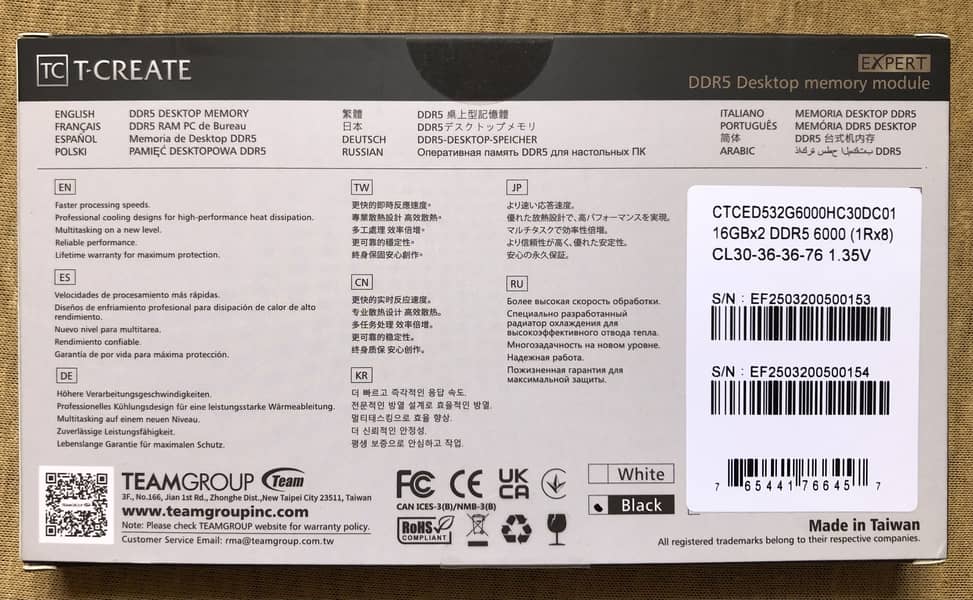 TC T-CREATE
EXPERT
DDR5 Desktop memory module
ENGLISH DDR5 DESKTOP MEMORY
FRANÇAIS DDR5 RAM PC de Bureau
ESPAÑOL Memoria de Desktop DDR5
POLSKI PAMIĘĆ DESKTOPOWA DDR5
繁體 DDR5 桌上型記憶體
日本 DDR5デスクトップメモリ
DEUTSCH DDR5-DESKTOP-SPEICHER
RUSSIAN Оперативная память DDR5 для настольных ПК
ITALIANO MEMORIA DESKTOP DDR5
PORTUGUÊS MEMÓRIA DDR5 DESKTOP
简体 DDR5 台式机内存
ARABIC DDR5
EN
Faster processing speeds.
Professional cooling designs for high-performance heat dissipation.
Multitasking on a new level.
Reliable performance.
Lifetime warranty for maximum protection.
ES
Velocidades de procesamiento más rápidas.
Diseños de enfriamiento profesional para disipación de calor de alto
rendimiento.
Nuevo nivel para multitarea.
Rendimiento confiable.
Garantía de por vida para máxima protección.
DE
Höhere Verarbeitungsgeschwindigkeiten.
Professionelles Kühlungsdesign für eine leistungsstarke Wärmeableitung.
Multitasking auf einem neuen Niveau.
Zuverlässige Leistungsfähigkeit.
Lebenslange Garantie für maximalen Schutz.
TW
更快的即時反應速度。
專業散熱設計 高效散熱。
多工處理 效率倍增。
更可靠的穩定性。
終身保固安心創作。
CN
更快的实时反应速度。
专业散热设计 高效散热。
多任务处理 效率倍增。
更可靠的稳定性。
终身质保 安心创作。
KR
더 빠르고 즉각적인 응답 속도.
전문적인 방열 설계로 효율적인 방열.
멀티태스킹으로 효율 향상.
더 신뢰적인 안정성.
평생 보증으로 안심하고 작업.
JP
より速い応答速度。
優れた放熱設計で、高パフォーマンスを実現。
マルチタスクで効率性倍増。
より信頼性が高く、優れた安定性。
安心の永久保証。
RU
Более высокая скорость обработки.
Специально разработанный
радиатор охлаждения для
высокоэффективного отвода тепла.
Многозадачность на новом уровне.
Надежная работа.
Пожизненная гарантия для
максимальной защиты.
CTCED532G6000HC30DC01
16GBx2 DDR5 6000 (1Rx8)
CL30-36-36-76 1.35V
S/N : EF2503200500153
S/N : EF2503200500154
7 65441 76645 7
TEAMGROUP Team
3F., No.166, Jian 1st Rd., Zhonghe Dist.,New Taipei City 23511, Taiwan
www.teamgroupinc.com
Note: Please check TEAMGROUP website for warranty policy.
Customer Service Email: rma@teamgroup.com.tw
FC CE UK CA
CAN ICES-3(B)/NMB-3(B)
RoHS
COMPLIANT
White
Black
Made in Taiwan
All registered trademarks belong to their respective companies.